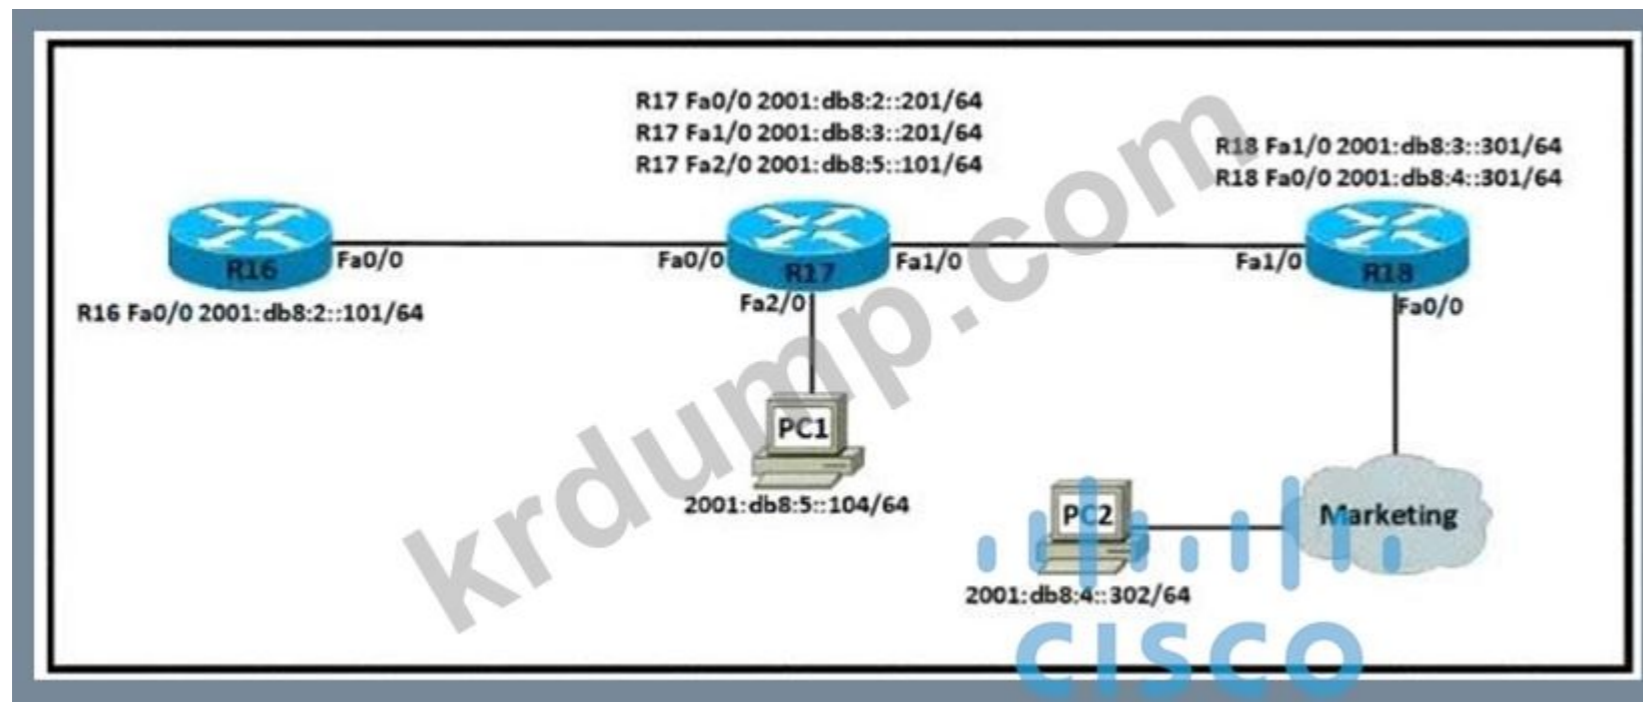 R17 Fa0/0 2001:db8:2::201/64
R17 Fa1/0 2001:db8:3::201/64
R17 Fa2/0 2001:db8:5::101/64
R18 Fa1/0 2001:db8:3::301/64
R18 Fa0/0 2001:db8:4::301/64
R16
Fa0/0
Fa0/0
R17
Fa1/0
Fa1/0
R18
Fa2/0
Fa0/0
R16 Fa0/0 2001:db8:2::101/64
PC1
2001:db8:5::104/64
PC2
Marketing
2001:db8:4::302/64
krdump.com
CISCO